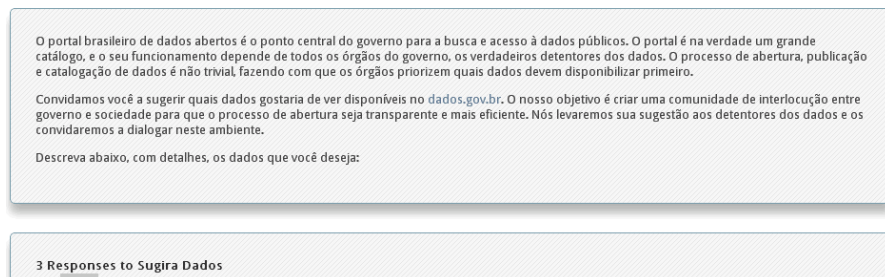 O portal brasileiro de dados abertos é o ponto central do governo para a busca e acesso à dados públicos. O portal é na verdade um grande
catálogo, e o seu funcionamento depende de todos os órgãos do governo, os verdadeiros detentores dos dados. O processo de abertura, publicação
e catalogação de dados é não trivial, fazendo com que os órgãos priorizem quais dados devem disponibilizar primeiro.
Convidamos você a sugerir quais dados gostaria de ver disponíveis no dados.gov.br. O nosso objetivo é criar uma comunidade de interlocução entre
governo e sociedade para que o processo de abertura seja transparente e mais eficiente. Nós levaremos sua sugestão aos detentores dos dados e os
convidaremos a dialogar neste ambiente.
Descreva abaixo, com detalhes, os dados que você deseja:
3 Responses to Sugira Dados